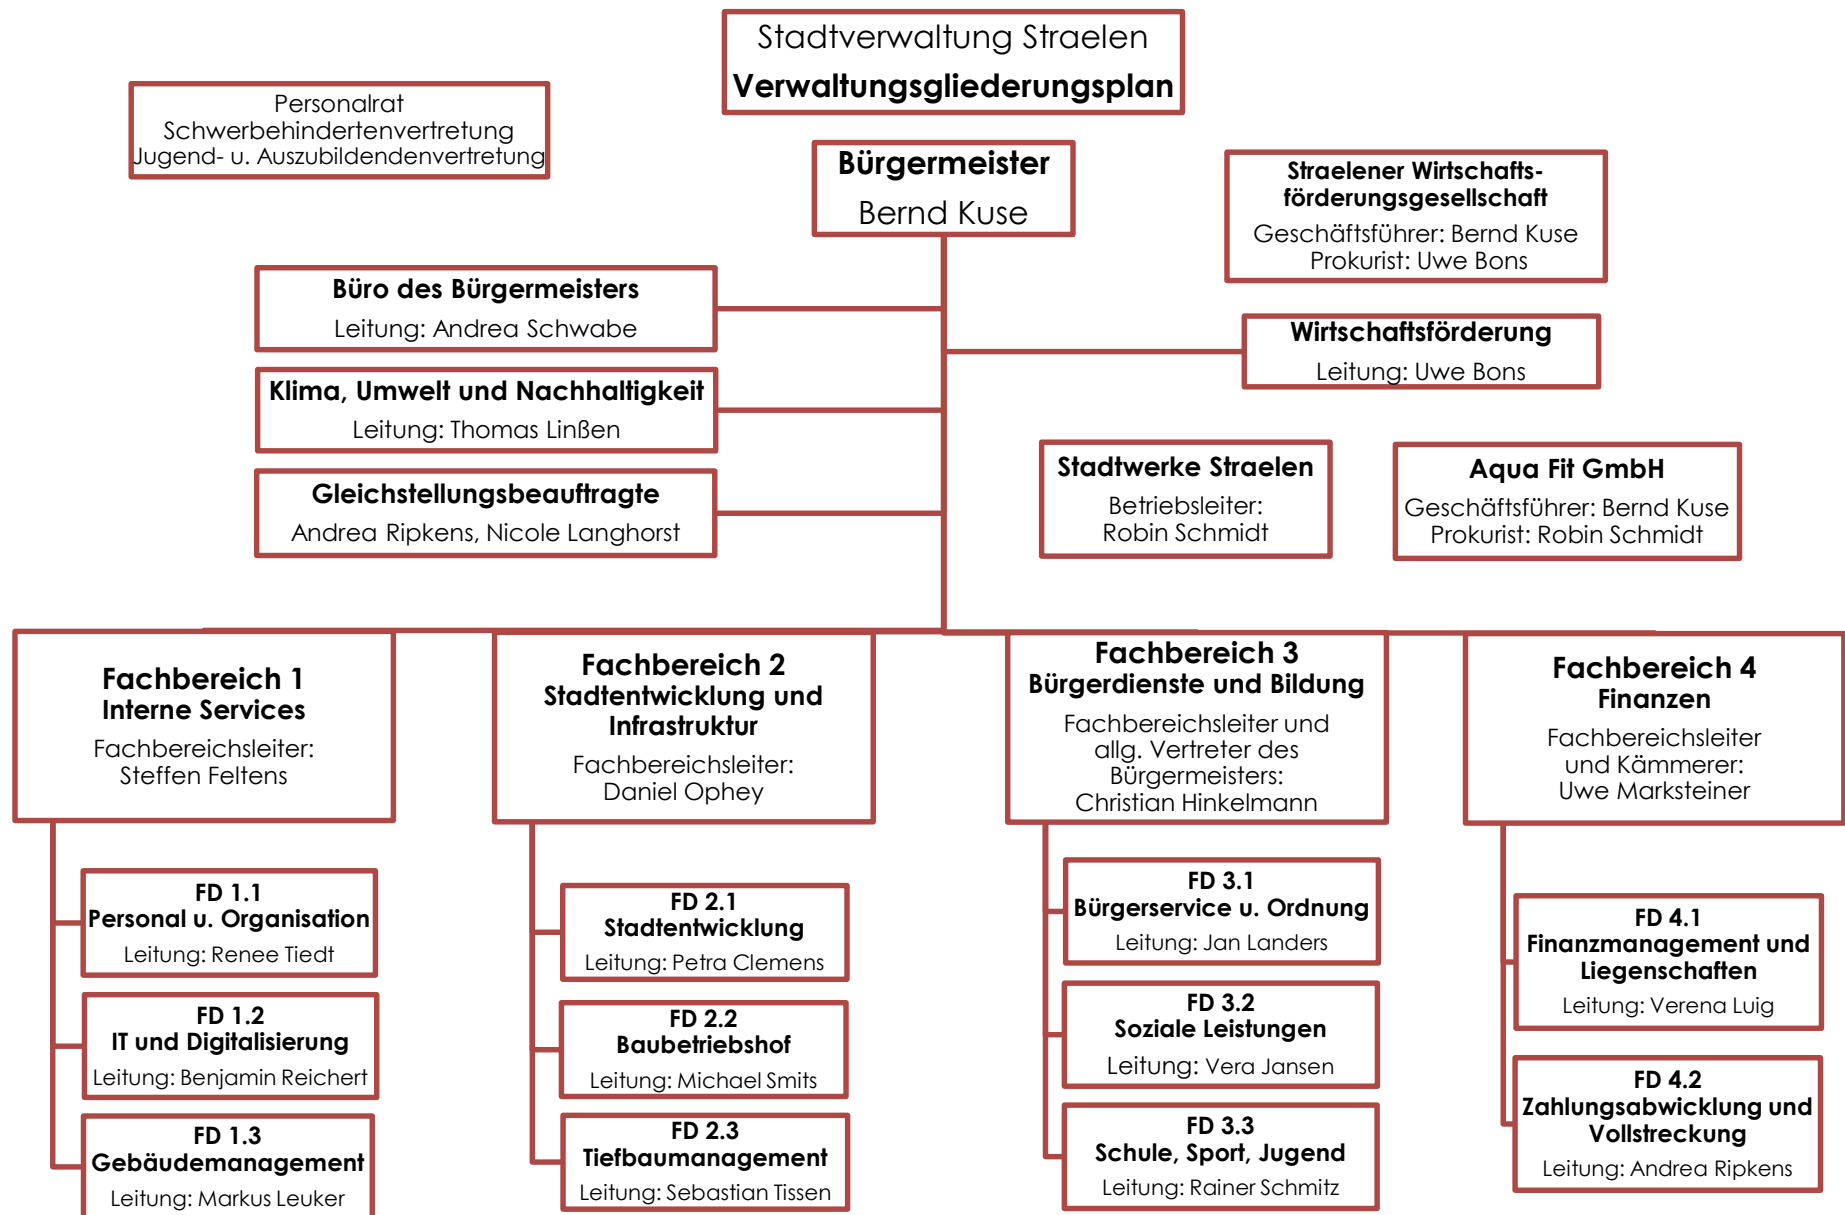 Stadtverwaltung Straelen
Verwaltungsgliederungsplan
Personalrat
Schwerbehindertenvertretung
Jugend- u. Auszubildendenvertretung
Bürgermeister
Bernd Kuse
Straelener Wirtschafts-
förderungsgesellschaft
Geschäftsführer: Bernd Kuse
Prokurist: Uwe Bons
Büro des Bürgermeisters
Leitung: Andrea Schwabe
Wirtschaftsförderung
Leitung: Uwe Bons
Klima, Umwelt und Nachhaltigkeit
Leitung: Thomas Linßen
Gleichstellungsbeauftragte
Andrea Ripkens, Nicole Langhorst
Stadtwerke Straelen
Betriebsleiter:
Robin Schmidt
Aqua Fit GmbH
Geschäftsführer: Bernd Kuse
Prokurist: Robin Schmidt
Fachbereich 1
Interne Services
Fachbereichsleiter:
Steffen Feltens
FD 1.1
Personal u. Organisation
Leitung: Renee Tiedt
FD 1.2
IT und Digitalisierung
Leitung: Benjamin Reichert
FD 1.3
Gebäudemanagement
Leitung: Markus Leuker
Fachbereich 2
Stadtentwicklung und
Infrastruktur
Fachbereichsleiter:
Daniel Ophey
FD 2.1
Stadtentwicklung
Leitung: Petra Clemens
FD 2.2
Baubetriebshof
Leitung: Michael Smits
FD 2.3
Tiefbaumanagement
Leitung: Sebastian Tissen
Fachbereich 3
Bürgerdienste und Bildung
Fachbereichsleiter und
allg. Vertreter des
Bürgermeisters:
Christian Hinkelmann
FD 3.1
Bürgerservice u. Ordnung
Leitung: Jan Landers
FD 3.2
Soziale Leistungen
Leitung: Vera Jansen
FD 3.3
Schule, Sport, Jugend
Leitung: Rainer Schmitz
Fachbereich 4
Finanzen
Fachbereichsleiter
und Kämmerer:
Uwe Marksteiner
FD 4.1
Finanzmanagement und
Liegenschaften
Leitung: Verena Luig
FD 4.2
Zahlungsabwicklung und
Vollstreckung
Leitung: Andrea Ripkens